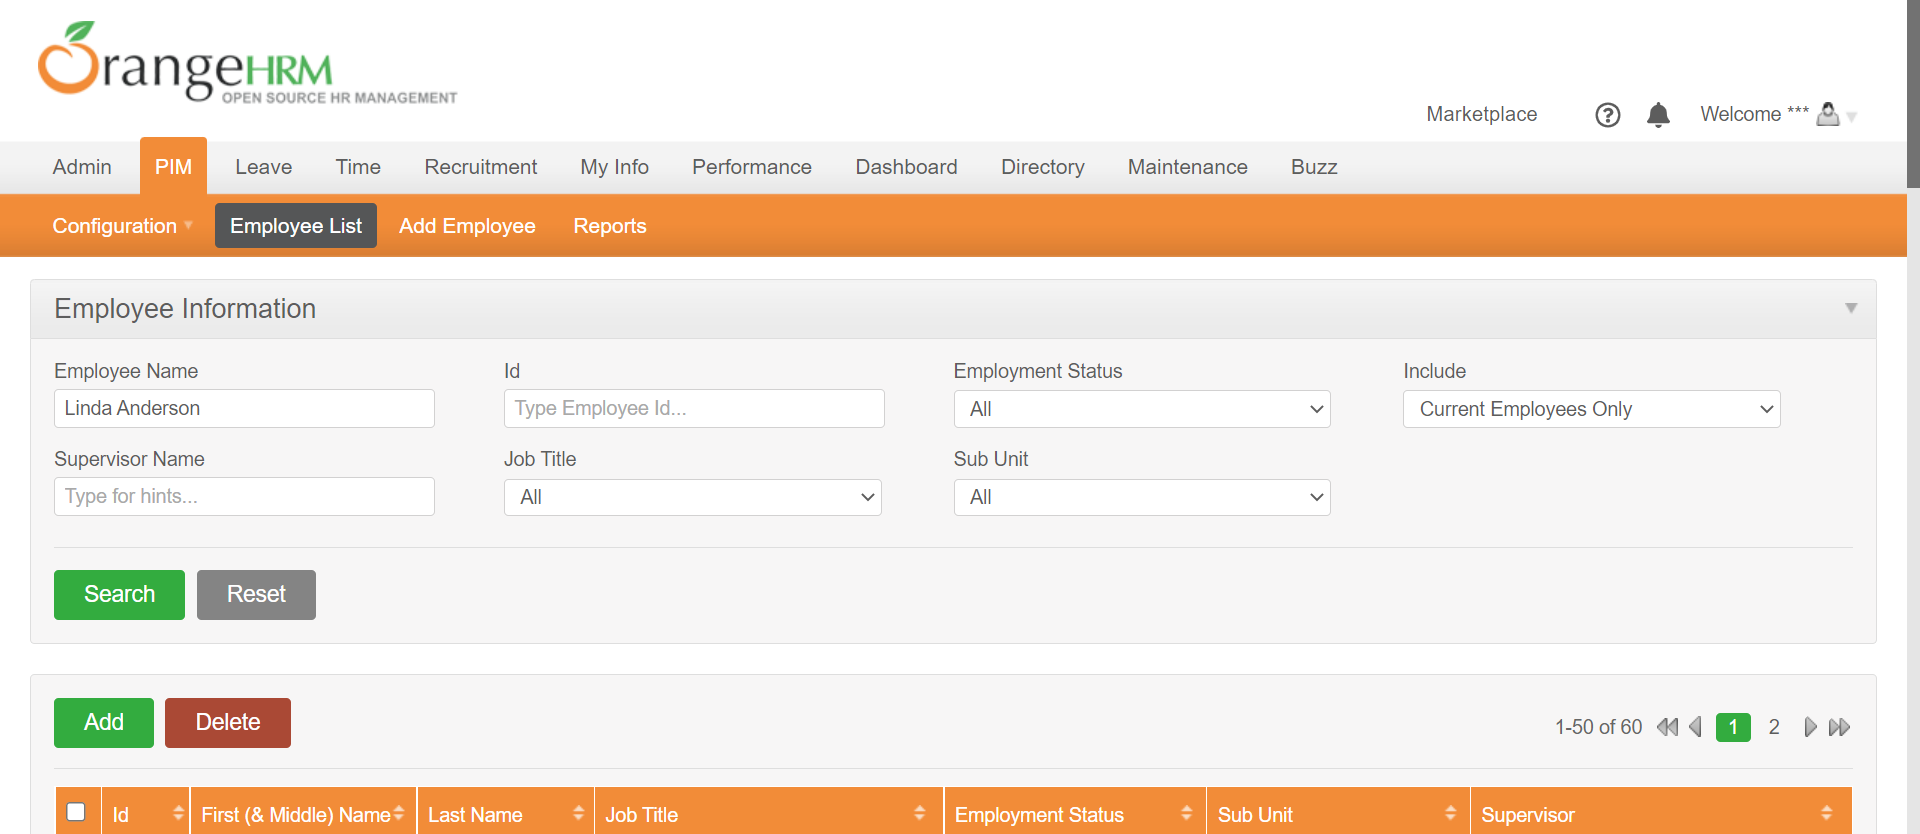 OrangeHRM
OPEN SOURCE HR MANAGEMENT
Marketplace
?
Welcome ***
Admin
PIM
Leave
Time
Recruitment
My Info
Performance
Dashboard
Directory
Maintenance
Buzz
Configuration
Employee List
Add Employee
Reports
Employee Information
Employee Name
Id
Employment Status
Include
Linda Anderson
Type Employee Id...
All
Current Employees Only
Supervisor Name
Job Title
Sub Unit
Type for hints...
All
All
Search
Reset
Add
Delete
1-50 of 60
1
2
Id
First (& Middle) Name
Last Name
Job Title
Employment Status
Sub Unit
Supervisor